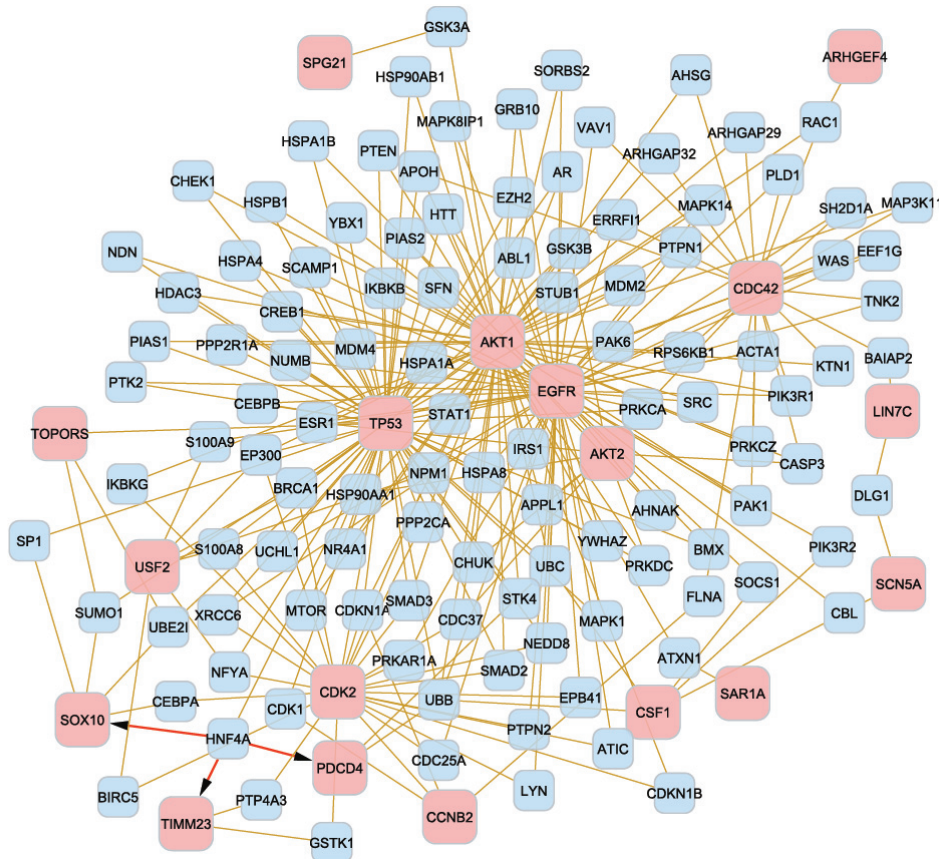 GSK3A
SPG21
ARHGEF4
HSP90AB1
SORBS2
AHSG
GRB10
MAPK8IP1
VAV1
RAC1
HSPA1B
PTEN
ARHGAP29
ARHGAP32
APOH
AR
PLD1
CHEK1
HSPB1
EZH2
YBX1
HTT
ERRFI1
MAPK14
SH2D1A
MAP3K11
PIAS2
NDN
HSPA4
SCAMP1
ABL1
GSK3B
PTPN1
WAS
EEF1G
HDAC3
IKBKB
SFN
STUB1
MDM2
CDC42
TNK2
CREB1
PIAS1
PPP2R1A
NUMB
MDM4
AKT1
PAK6
RPS6KB1
ACTA1
BAIAP2
HSPA1A
KTN1
PTK2
CEBPB
EGFR
PIK3R1
PRKCA
SRC
LIN7C
STAT1
ESR1
TP53
TOPORS
S100A9
EP300
IRS1
AKT2
PRKCZ
CASP3
NPM1
HSPA8
IKBKG
BRCA1
HSP90AA1
DLG1
APPL1
AHNAK
PAK1
PPP2CA
SP1
S100A8
UCHL1
NR4A1
YWHAZ
BMX
PIK3R2
USF2
CHUK
UBC
PRKDC
SCN5A
SOCS1
FLNA
SUMO1
UBE2I
XRCC6
MTOR
CDKN1A
SMAD3
STK4
CBL
CDC37
MAPK1
NEDD8
PRKAR1A
ATXN1
NFYA
SMAD2
CEBPA
CDK1
CDK2
UBB
EPB41
SAR1A
SOX10
CSF1
HNF4A
PTPN2
ATIC
PDCD4
CDC25A
BIRC5
PTP4A3
LYN
CDKN1B
TIMM23
CCNB2
GSTK1